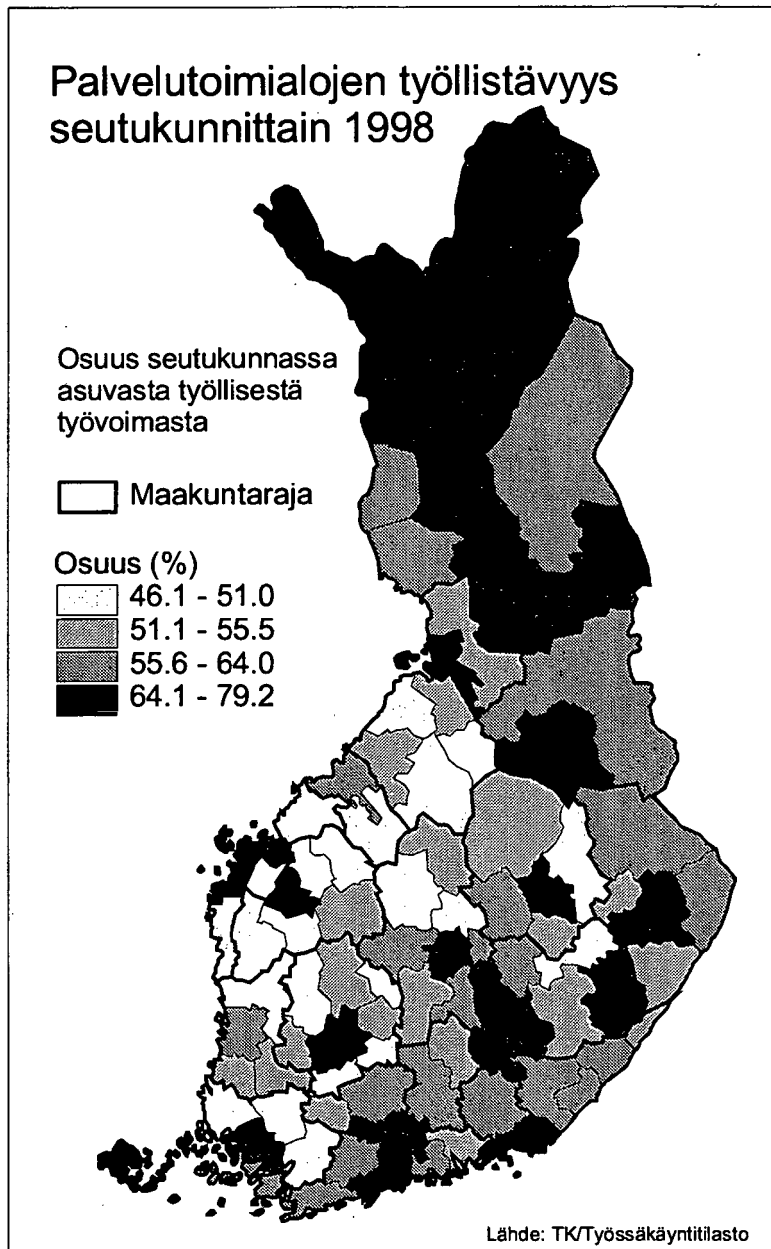 Palvelutoimialojen työllistävyys
seutukunnittain 1998
Osuus seutukunnassa
asuvasta työllisestä
työvoimasta
Maakuntaraja
Osuus (%)
46.1 - 51.0
51.1 - 55.5
55.6 - 64.0
64.1 - 79.2
Lähde: TK/Työssäkäyntitilasto